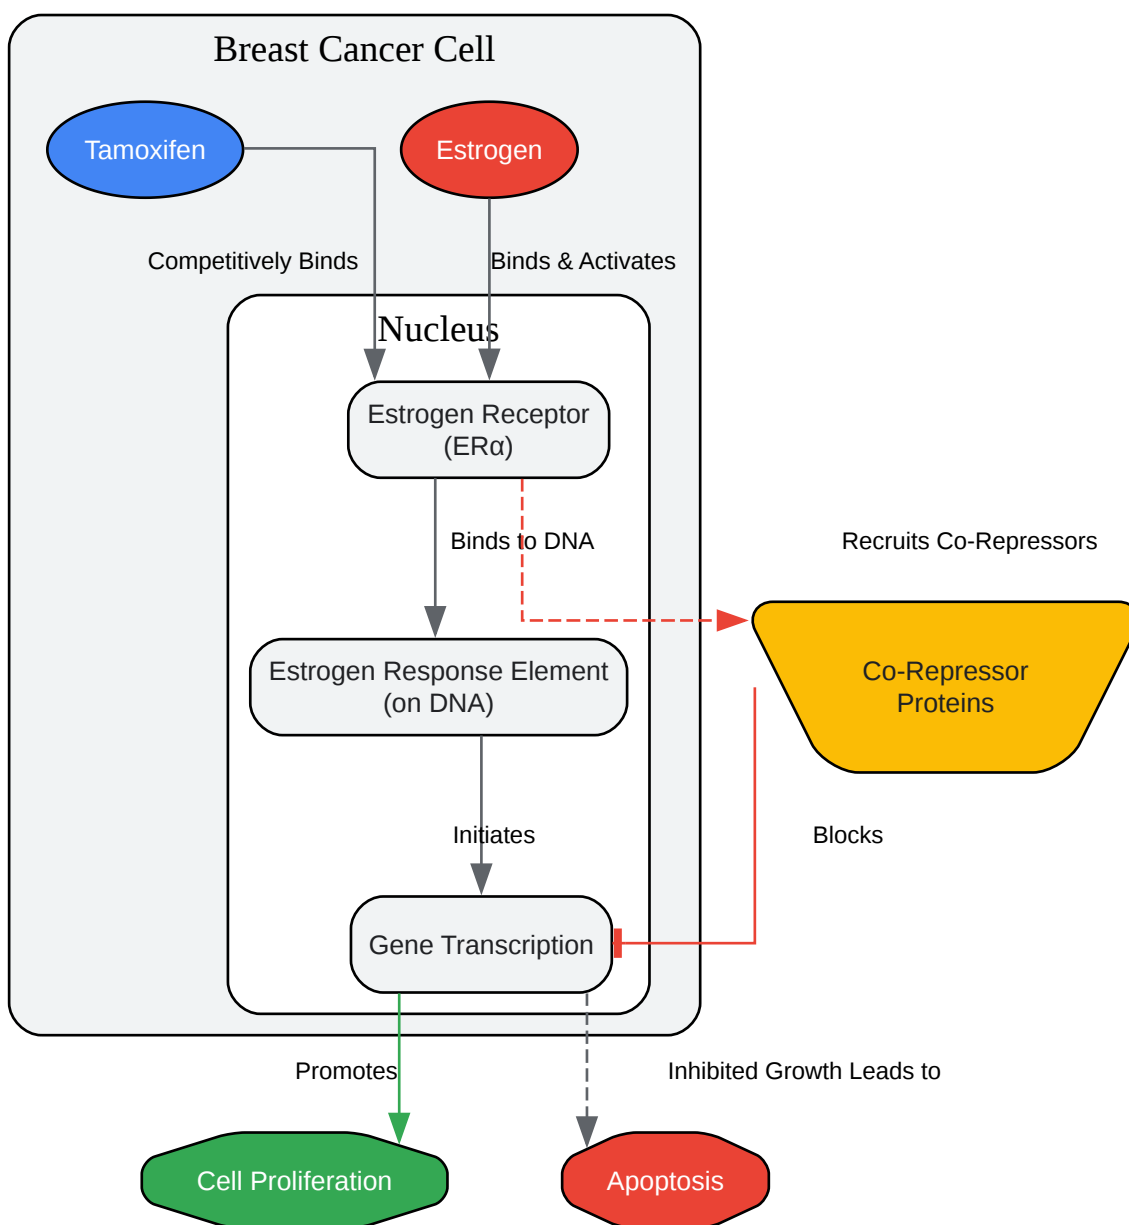 Breast Cancer Cell
Tamoxifen
Estrogen
Competitively Binds
Binds & Activates
Nucleus
Estrogen Receptor
(ERα)
Binds to DNA
Recruits Co-Repressors
Estrogen Response Element
(on DNA)
Co-Repressor
Proteins
Initiates
Blocks
Gene Transcription
Promotes
Inhibited Growth Leads to
Cell Proliferation
Apoptosis